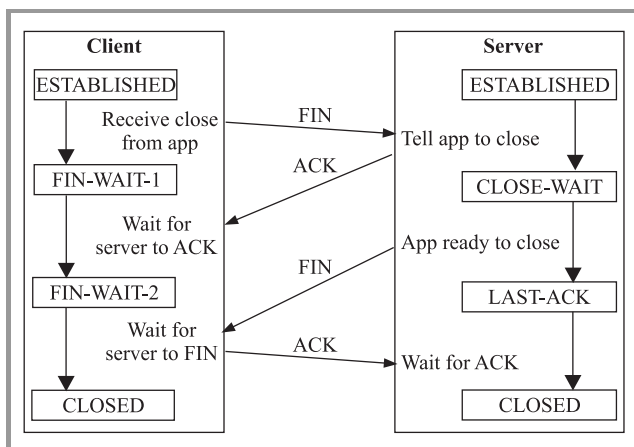 Client
ESTABLISHED
Receive close
from app
FIN-WAIT-1
Wait for
server to ACK
FIN-WAIT-2
Wait for
server to FIN
CLOSED
FIN
ACK
FIN
ACK
Server
ESTABLISHED
Tell app to close
CLOSE-WAIT
App ready to close
LAST-ACK
Wait for ACK
CLOSED